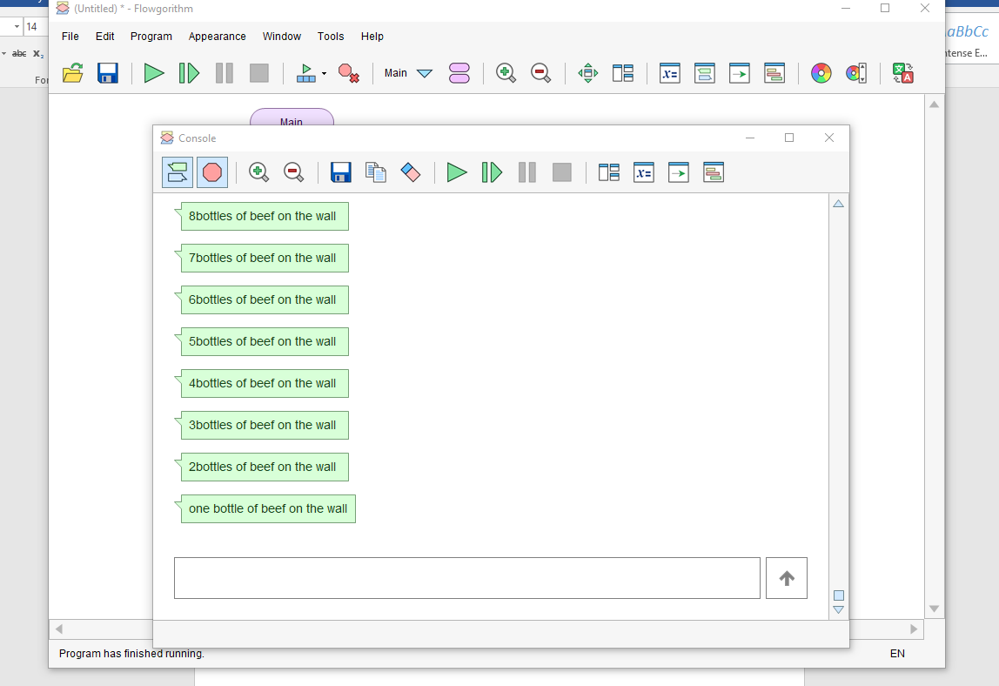 14
(Untitled) * - Flowgorithm
aBbCc
File Edit Program Appearance Window Tools Help
abc x₂
ntense E...
Main
For
Main
Console
8bottles of beef on the wall
7bottles of beef on the wall
6bottles of beef on the wall
5bottles of beef on the wall
4bottles of beef on the wall
3bottles of beef on the wall
2bottles of beef on the wall
one bottle of beef on the wall
Program has finished running.
EN